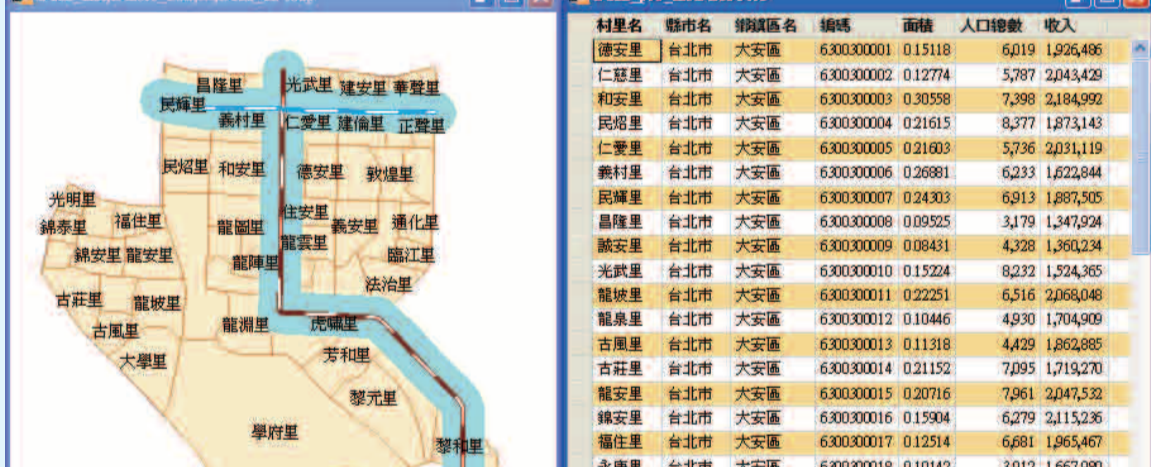 昌隆里 光武里 建安里 華聲里
民輝里
義村里 仁愛里 建倫里 正聲里
民炤里 和安里 德安里 敦煌里
光明里
錦泰里 福住里 龍圖里 住安里 義安里 通化里
錦安里 龍安里 龍陣里 龍雲里 臨江里
法治里
古莊里 龍坡里
古風里 龍淵里 虎嘯里
大學里 芳和里
黎元里
學府里
黎和里
村里名 縣市名 鄉鎮區名 編碼 面積 人口總數 收入
德安里 台北市 大安區 6300300001 0.15118 6,019 1,926,486
仁慈里 台北市 大安區 6300300002 0.12774 5,787 2,043,429
和安里 台北市 大安區 6300300003 0.30558 7,398 2,184,992
民炤里 台北市 大安區 6300300004 0.21615 8,377 1,873,143
仁愛里 台北市 大安區 6300300005 0.21603 5,736 2,031,119
義村里 台北市 大安區 6300300006 0.26881 6,233 1,622,844
民輝里 台北市 大安區 6300300007 0.24303 6,913 1,887,505
昌隆里 台北市 大安區 6300300008 0.09525 3,179 1,347,924
誠安里 台北市 大安區 6300300009 0.08431 4,328 1,360,234
光武里 台北市 大安區 6300300010 0.15224 8,232 1,524,365
龍坡里 台北市 大安區 6300300011 0.22251 6,516 2,068,048
龍泉里 台北市 大安區 6300300012 0.10446 4,930 1,704,909
古風里 台北市 大安區 6300300013 0.11318 4,429 1,862,885
古莊里 台北市 大安區 6300300014 0.21152 7,095 1,719,270
龍安里 台北市 大安區 6300300015 0.20716 7,961 2,047,532
錦安里 台北市 大安區 6300300016 0.15904 6,279 2,115,236
福住里 台北市 大安區 6300300017 0.12514 6,681 1,965,467
永康里 台北市 大安區 6300300018 0.10142 3,012